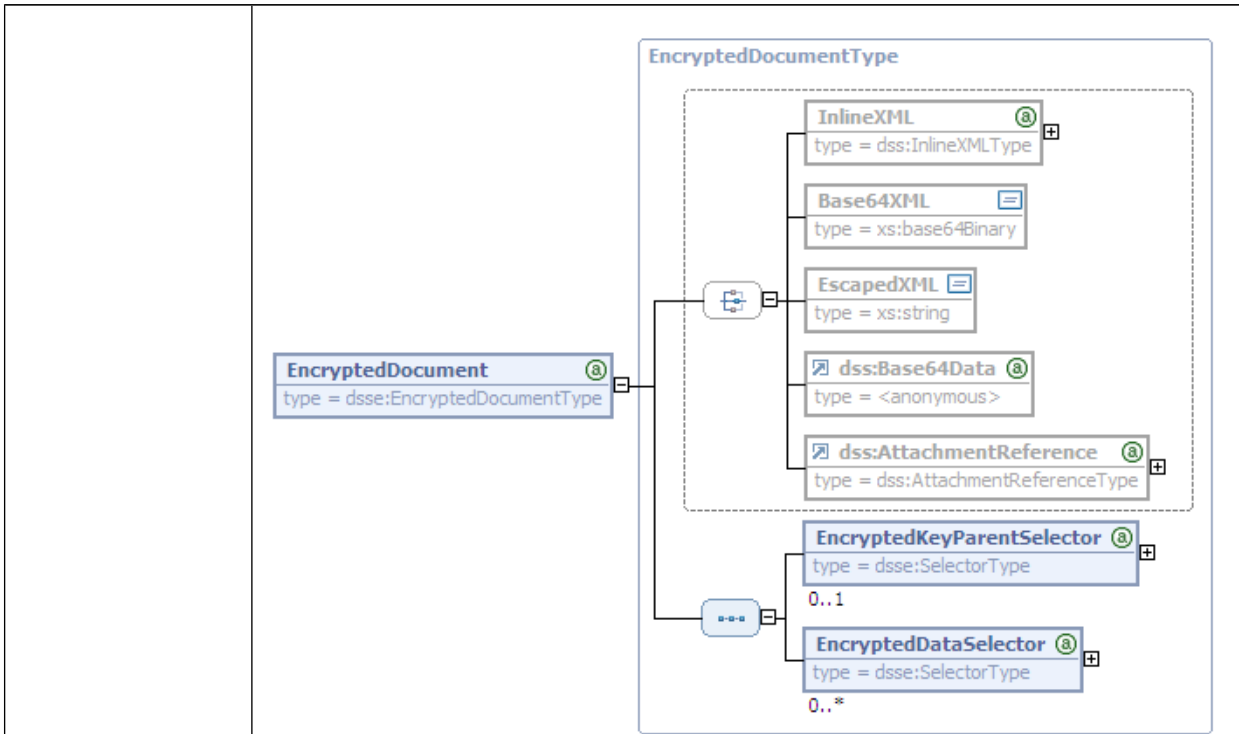 EncryptedDocumentType
InlineXML
type = dss:InlineXMLType
Base64XML
type = xs:base64Binary
EscapedXML
type = xs:string
EncryptedDocument
type = dsse:EncryptedDocumentType
dss:Base64Data
type = <anonymous>
dss:AttachmentReference
type = dss:AttachmentReferenceType
EncryptedKeyParentSelector
type = dsse:SelectorType
0..1
EncryptedDataSelector
type = dsse:SelectorType
0..*